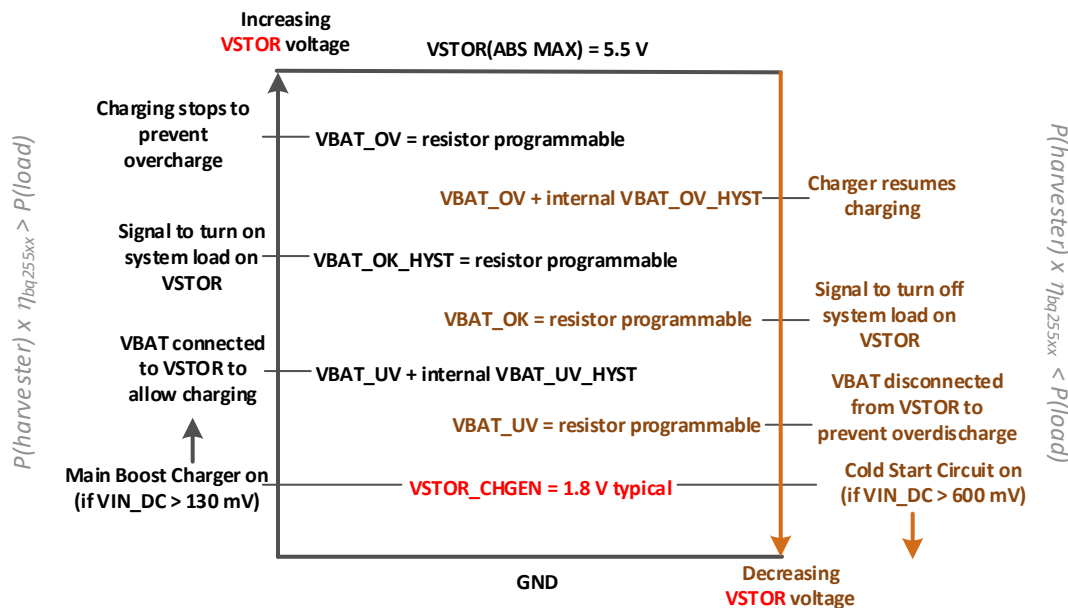 Increasing
VSTOR voltage
VSTOR(ABS MAX) = 5.5 V
Charging stops to
prevent
overcharge
VBAT_OV = resistor programmable
VBAT_OV + internal VBAT_OV_HYST
Charger resumes
charging
Signal to turn on
system load on
VSTOR
VBAT_OK_HYST = resistor programmable
VBAT_OK = resistor programmable
Signal to turn off
system load on
VSTOR
VBAT connected
to VSTOR to
allow charging
VBAT_UV + internal VBAT_UV_HYST
VBAT_UV = resistor programmable
VBAT disconnected
from VSTOR to
prevent overdischarge
Main Boost Charger on
(if VIN_DC > 130 mV)
VSTOR_CHGEN = 1.8 V typical
Cold Start Circuit on
(if VIN_DC > 600 mV)
GND
Decreasing
VSTOR voltage
P(harvester) x ηbq255xx > P(load)
P(harvester) x ηbq255xx < P(load)